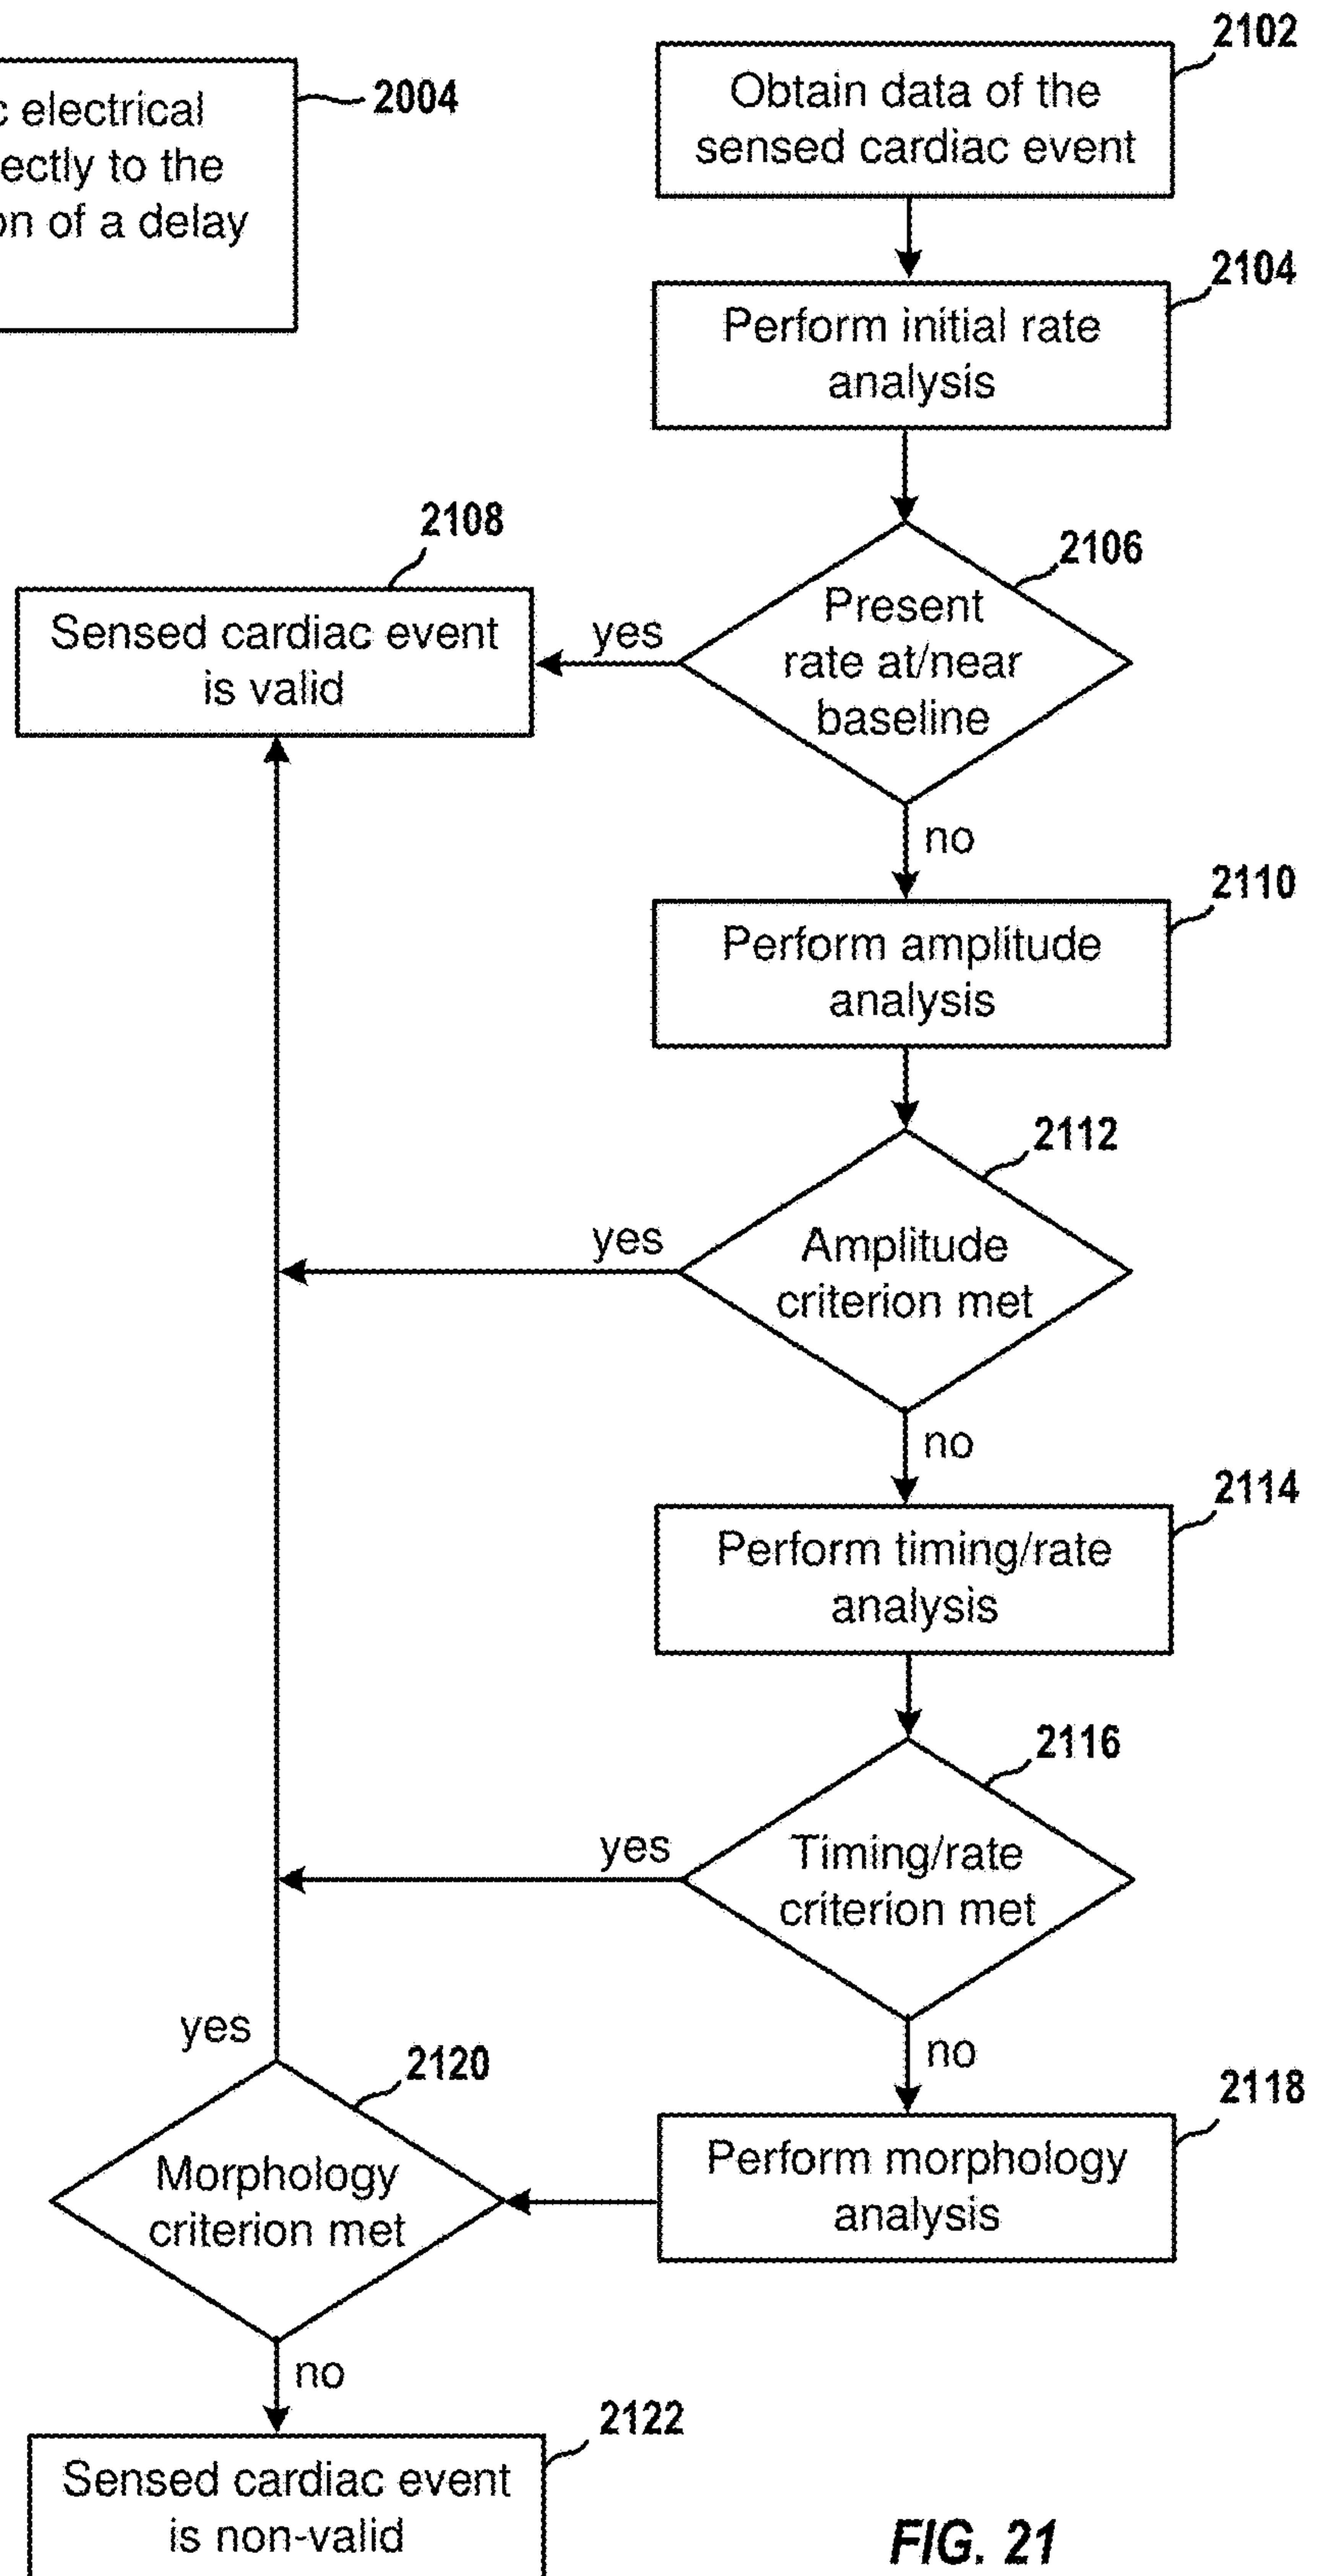 c electrical
ectly to the
on of a delay
2004
2102
Obtain data of the
sensed cardiac event
2104
Perform initial rate
analysis
2106
Present
rate at/near
baseline
yes
2108
Sensed cardiac event
is valid
no
2110
Perform amplitude
analysis
2112
Amplitude
criterion met
yes
no
2114
Perform timing/rate
analysis
2116
Timing/rate
criterion met
yes
no
2118
Perform morphology
analysis
2120
Morphology
criterion met
yes
no
2122
Sensed cardiac event
is non-valid
FIG. 21